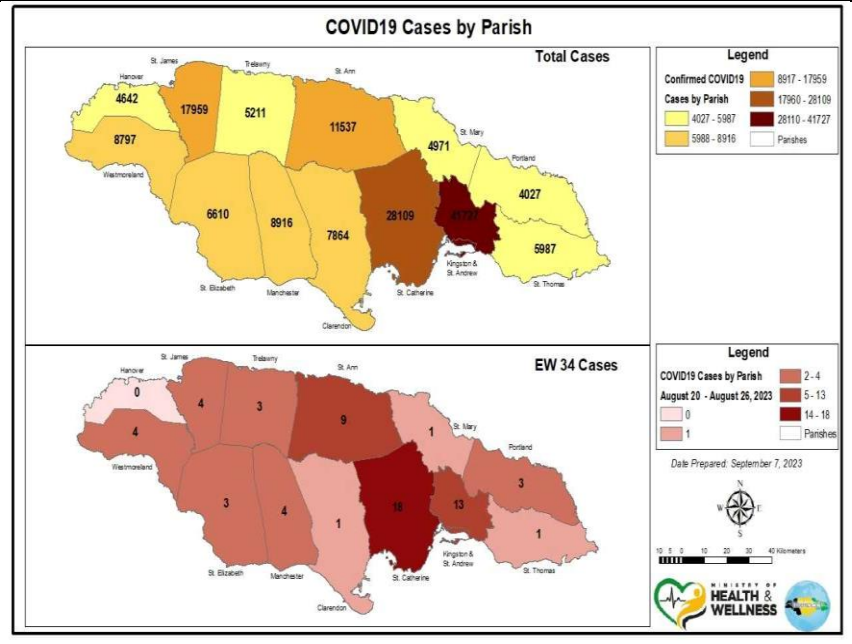 COVID19 Cases by Parish
Total Cases
St. James
Trelawny
St. Ann
Hanover
4642
17959
5211
11537
8797
4971
St. Mary
Portland
Westmoreland
4027
6610
8916
7864
28109
41727
5987
Kingston &
St. Andrew
St. Elizabeth
Manchester
St. Catherine
St. Thomas
Clarendon
Legend
Confirmed COVID19
Cases by Parish
4027 - 5987
5988 - 8916
8917 - 17959
17960 - 28109
28110 - 41727
Parishes
EW 34 Cases
St. James
Trelawny
St. Ann
Hanover
0
4
3
9
4
1
St. Mary
Portland
Westmoreland
3
3
4
1
18
13
1
Kingston &
St. Andrew
St. Elizabeth
Manchester
St. Catherine
St. Thomas
Clarendon
Legend
COVID19 Cases by Parish
August 20 - August 26, 2023
0
1
2 - 4
5 - 13
14 - 18
Parishes
Date Prepared: September 7, 2023
N
W
E
S
10 5 0 10 20 30 40 Kilometers
MINISTRY OF
HEALTH &
WELLNESS